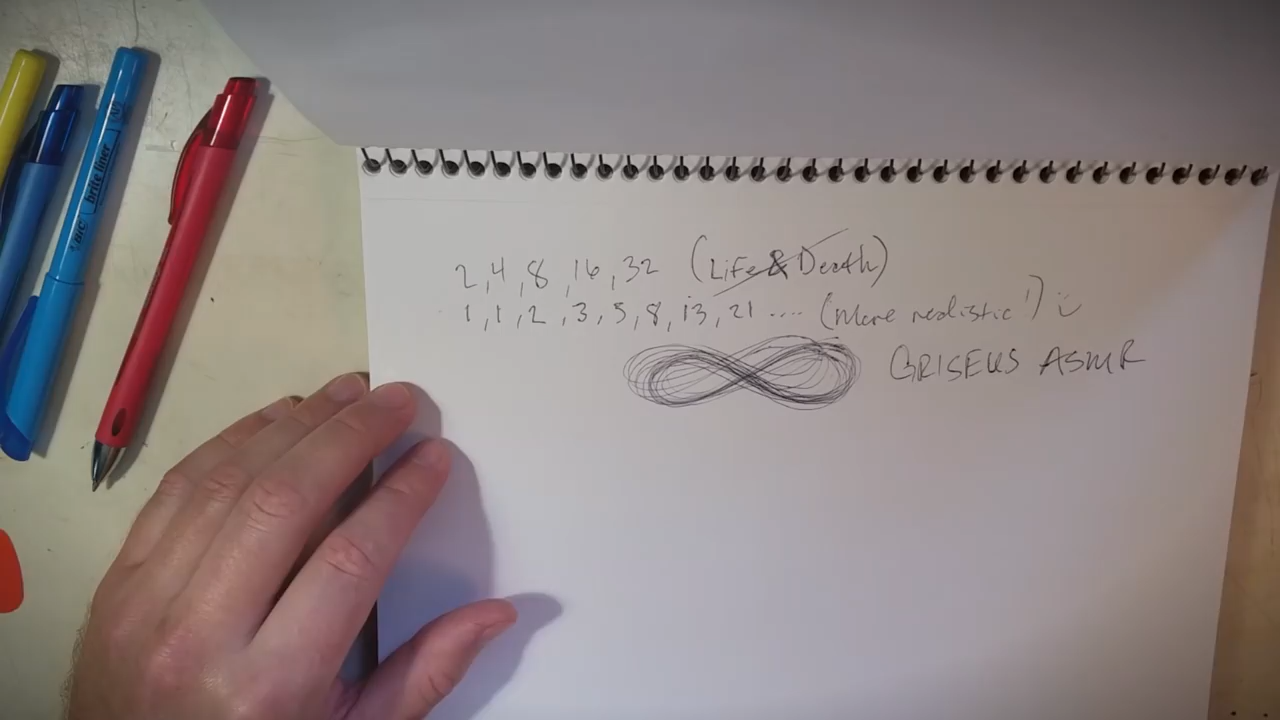 2, 4, 8, 16, 32 (Life & Death)
1, 1, 2, 3, 5, 8, 13, 21 .... (more realistic!) :)
GRISEUS ASMR
BIC brite liner